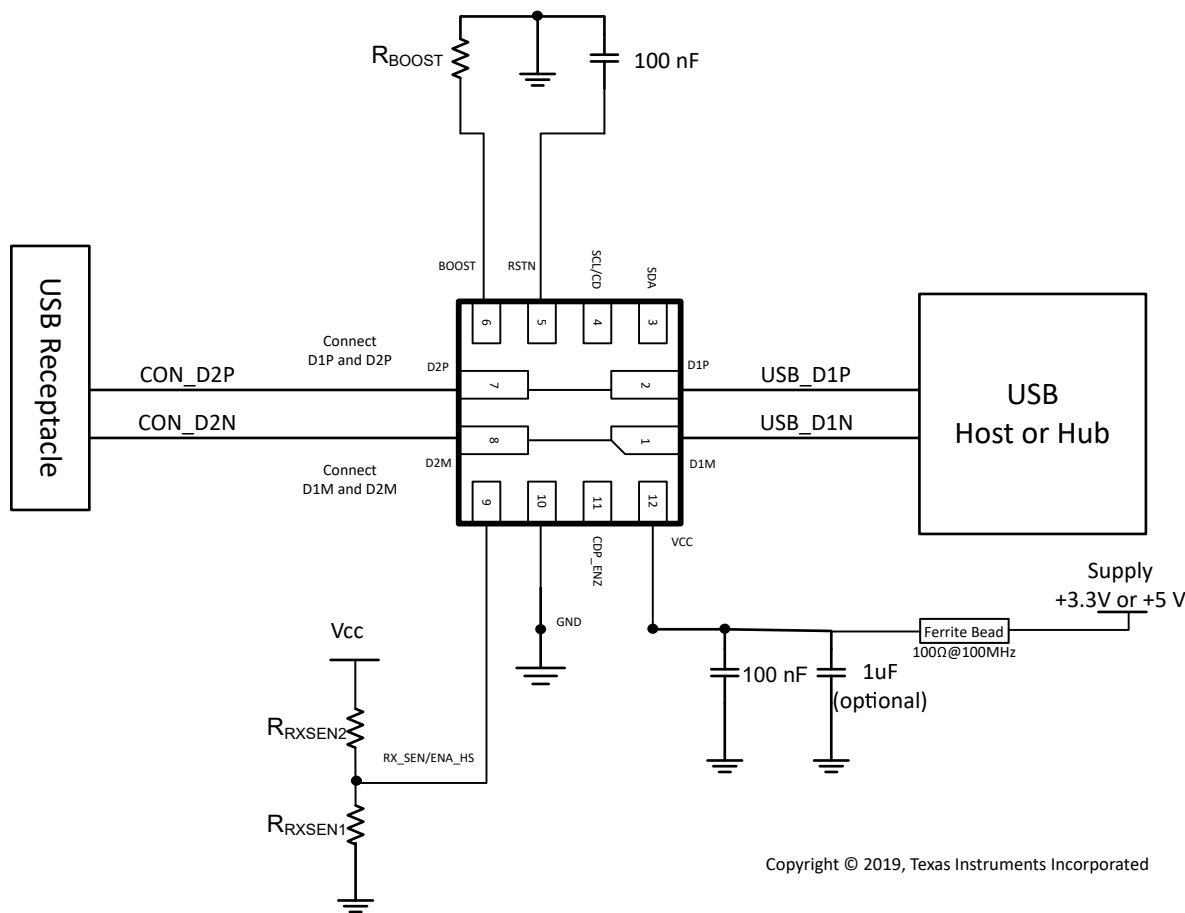 R_BOOST
100 nF
BOOST
RSTN
SCL/CD
SDA
6
5
4
3
USB Receptacle
Connect
D1P and D2P
D2P
D1P
CON_D2P
7
2
USB_D1P
CON_D2N
8
1
USB_D1N
USB
Host or Hub
D2M
D1M
Connect
D1M and D2M
9
10
11
12
CDP_ENZ
VCC
GND
Supply
+3.3V or +5 V
Ferrite Bead
100Ω@100MHz
100 nF
1uF
(optional)
Vcc
R_RXSEN2
RX_SEN/ENA_HS
R_RXSEN1
Copyright © 2019, Texas Instruments Incorporated